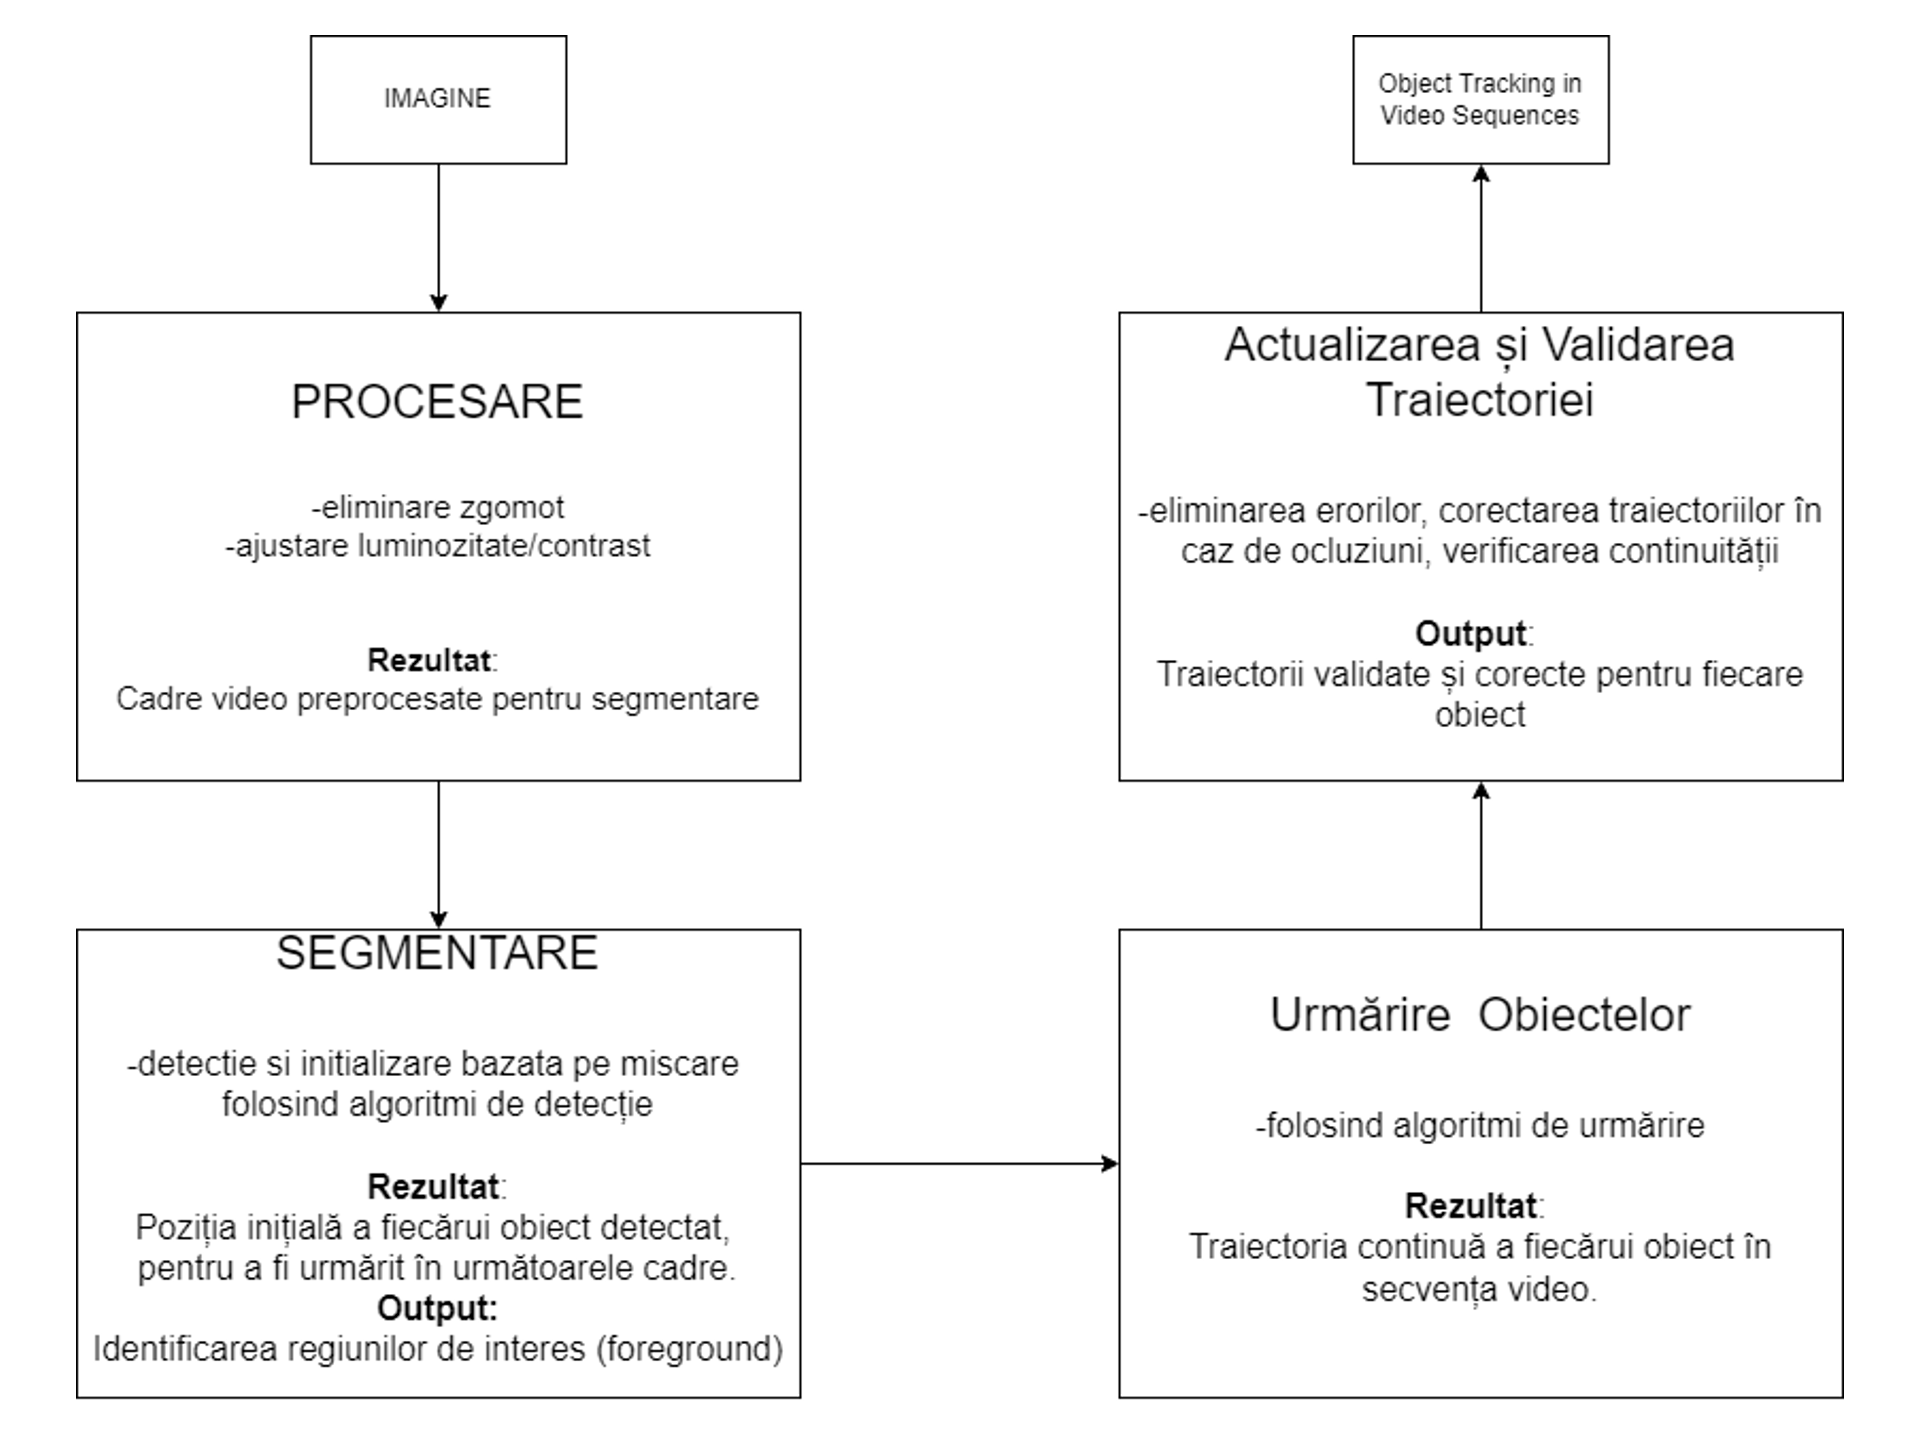 IMAGINE
PROCESARE
-eliminare zgomot
-ajustare luminozitate/contrast
Rezultat:
Cadre video preprocesate pentru segmentare
SEGMENTARE
-detectie si initializare bazata pe miscare
folosind algoritmi de detecție
Rezultat:
Poziția inițială a fiecărui obiect detectat,
pentru a fi urmărit în următoarele cadre.
Output:
Identificarea regiunilor de interes (foreground)
Urmărire  Obiectelor
-folosind algoritmi de urmărire
Rezultat:
Traiectoria continuă a fiecărui obiect în
secvența video.
Actualizarea și Validarea
Traiectoriei
-eliminarea erorilor, corectarea traiectoriilor în
caz de ocluziuni, verificarea continuității
Output:
Traiectorii validate și corecte pentru fiecare
obiect
Object Tracking in
Video Sequences